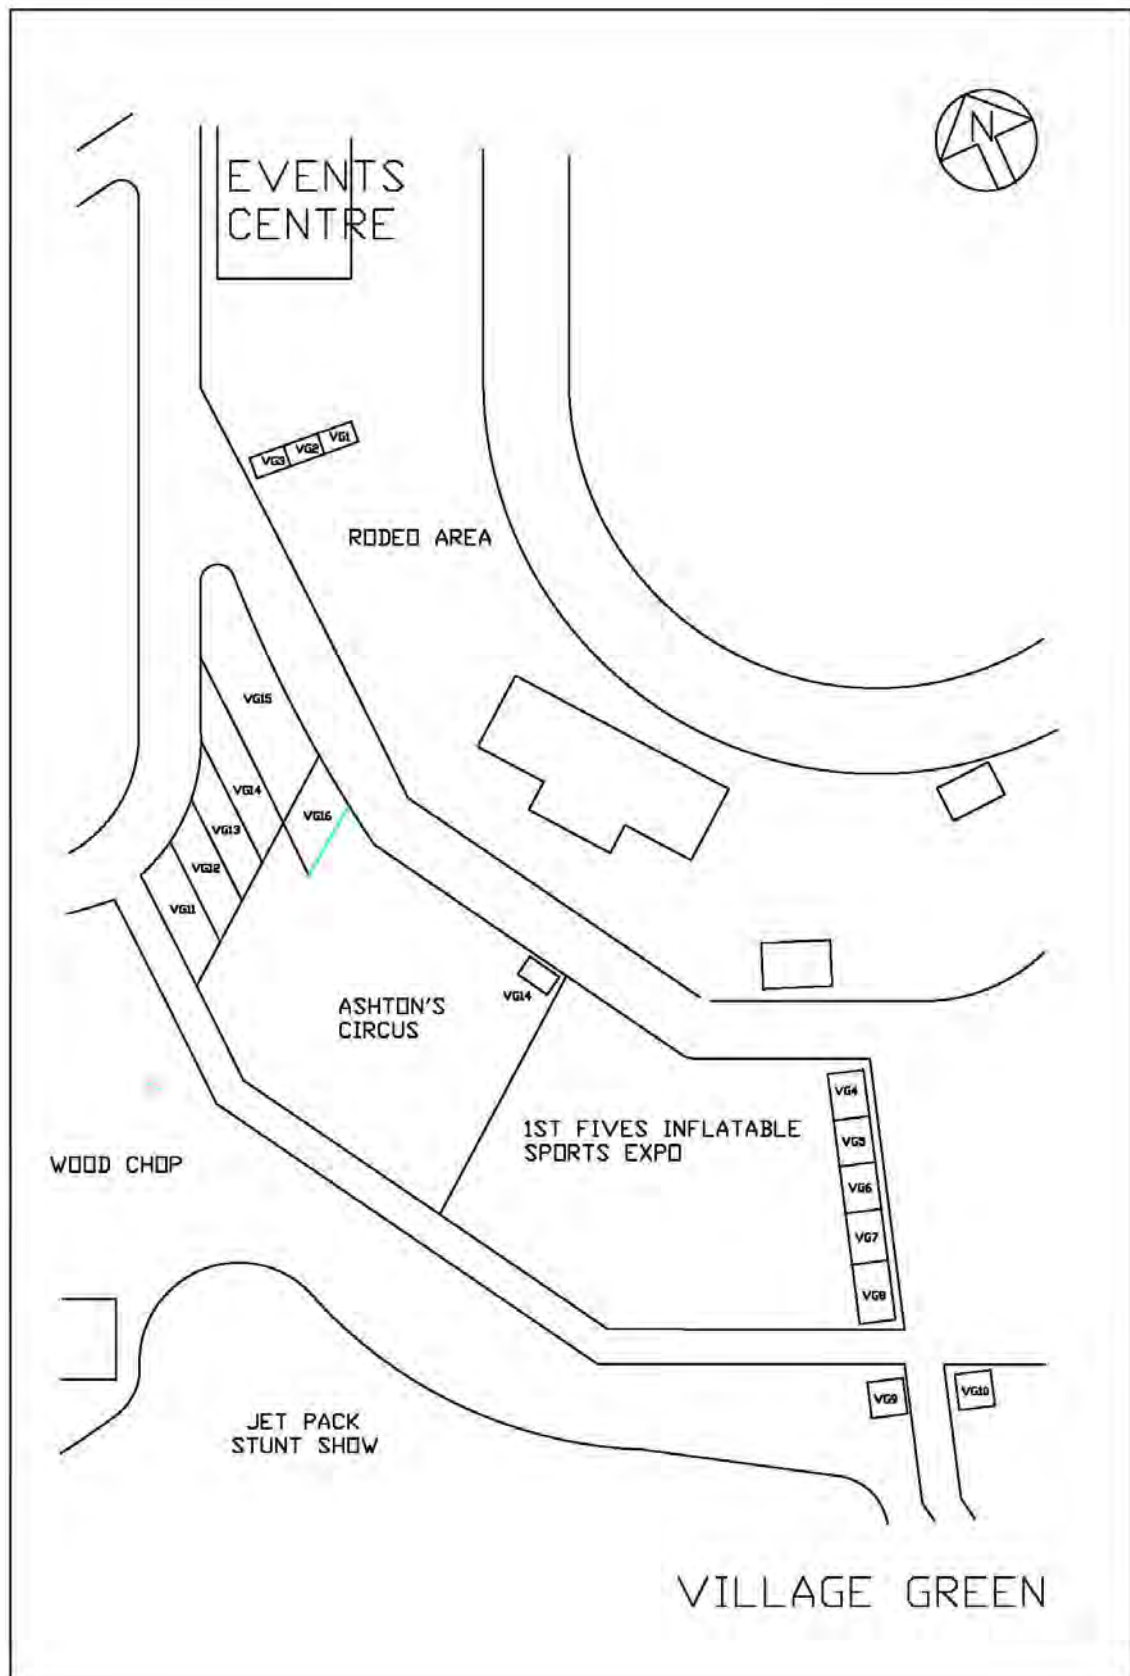 N
EVENTS
CENTRE
VG1
VG2
VG3
RODEO AREA
VG15
VG14
VG16
VG13
VG12
VG11
VG14
ASHTON'S
CIRCUS
VG4
VG5
VG6
VG7
VG8
1ST FIVES INFLATABLE
SPORTS EXPO
WOOD CHOP
VG9
VG10
JET PACK
STUNT SHOW
VILLAGE GREEN